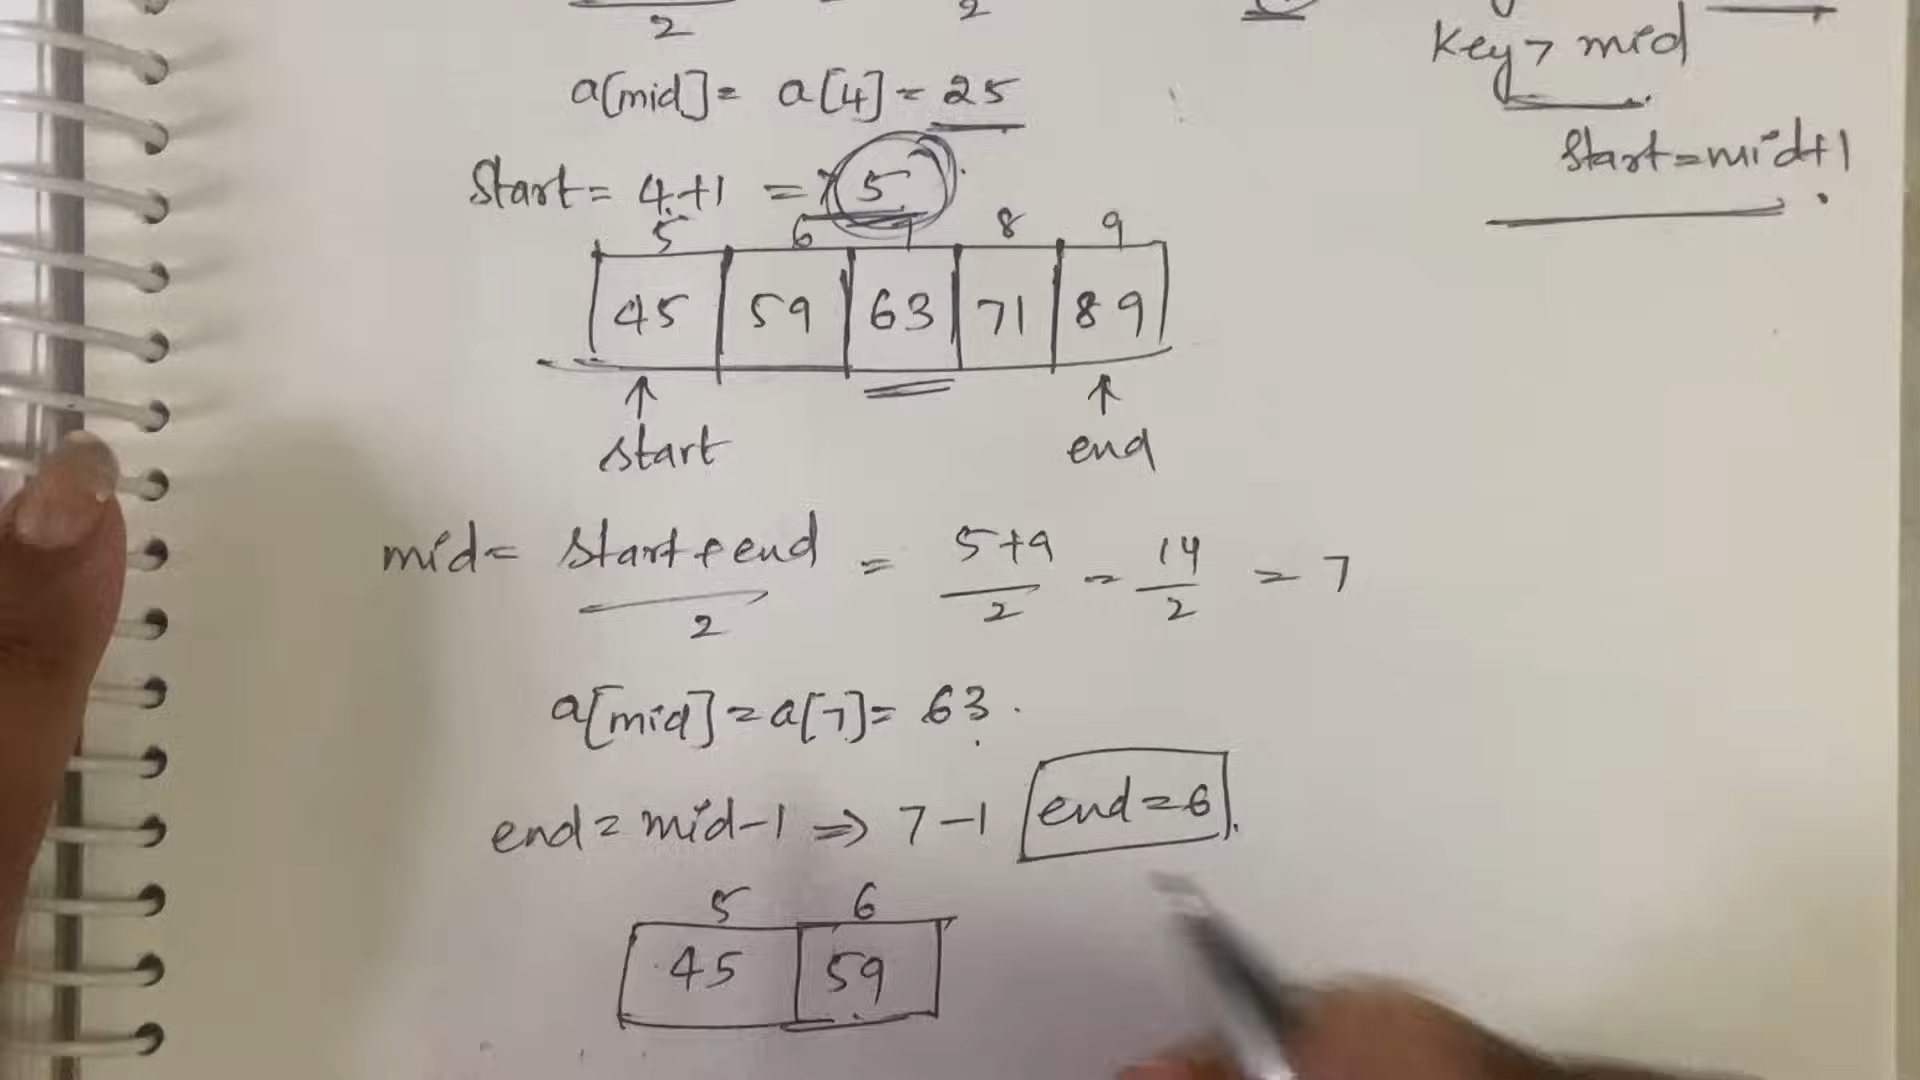 2 2
a[mid] = a[4] = 25
key > mid
start = mid+1
start = 4+1 = 5
5 6 7 8 9
45 59 63 71 89
↑ ↑
start end
mid = start + end / 2 = 5+9 / 2 = 14 / 2 = 7
a[mid] = a[7] = 63.
end = mid-1 ⇒ 7-1 end = 6.
5 6
45 59